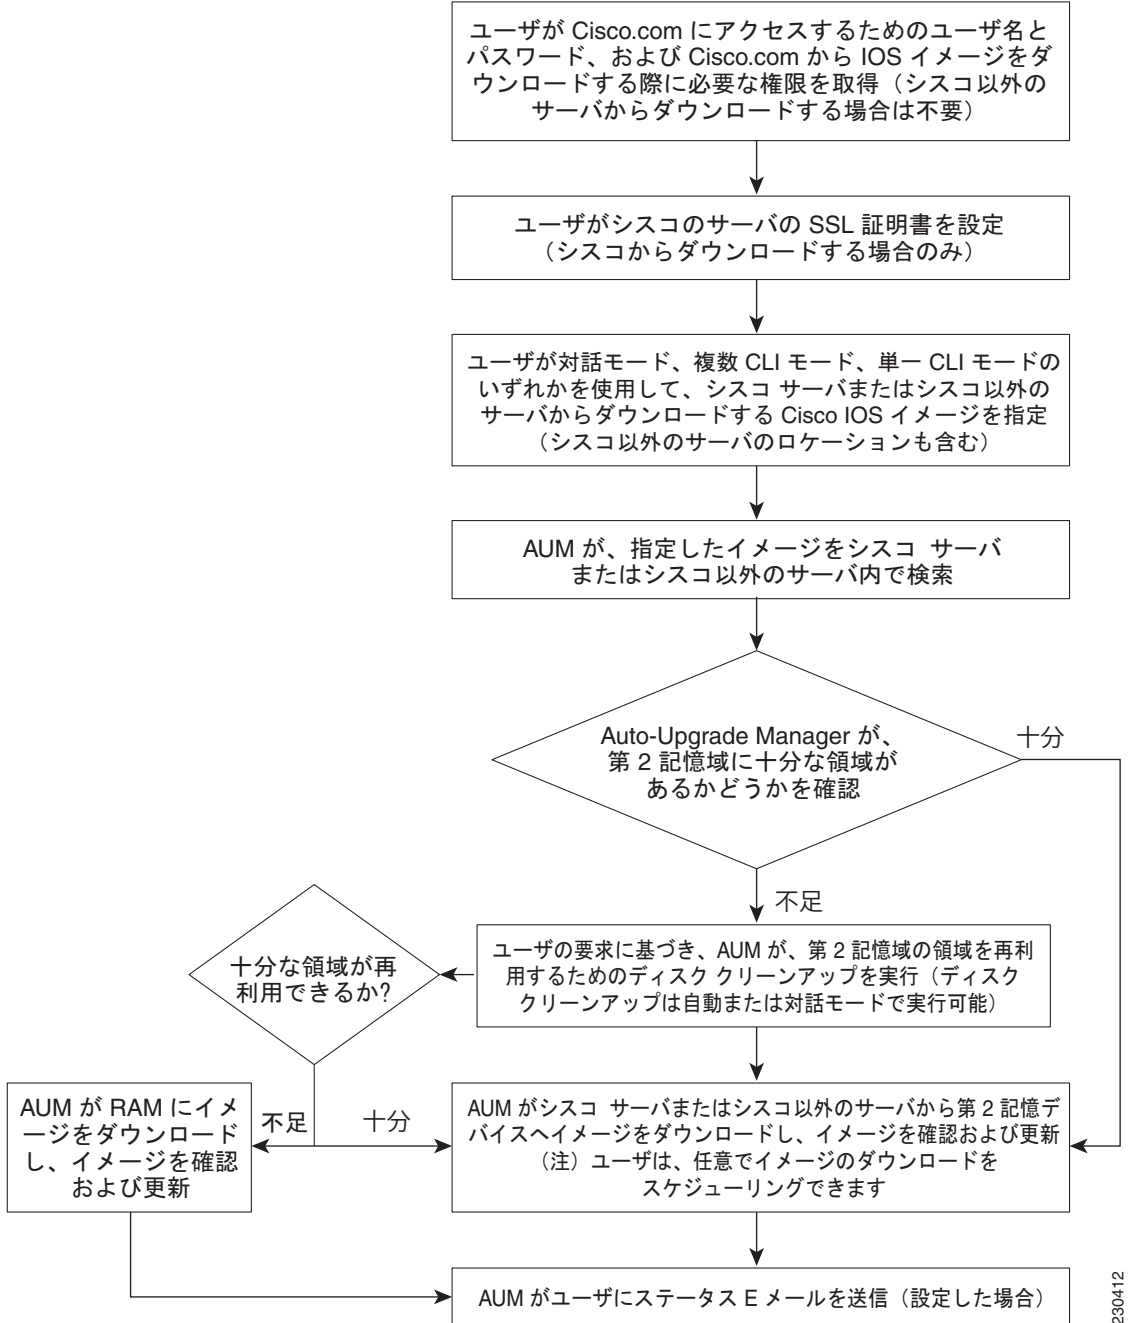 ユーザが Cisco.com にアクセスするためのユーザ名と
パスワード、および Cisco.com から IOS イメージをダ
ウンロードする際に必要な権限を取得（シスコ以外の
サーバからダウンロードする場合は不要）
ユーザがシスコのサーバの SSL 証明書を設定
（シスコからダウンロードする場合のみ）
ユーザが対話モード、複数 CLI モード、単一 CLI モードの
いずれかを使用して、シスコ サーバまたはシスコ以外の
サーバからダウンロードする Cisco IOS イメージを指定
（シスコ以外のサーバのロケーションも含む）
AUM が、指定したイメージをシスコ サーバ
またはシスコ以外のサーバ内で検索
Auto-Upgrade Manager が、
第 2 記憶域に十分な領域が
あるかどうかを確認
十分
不足
ユーザの要求に基づき、AUM が、第 2 記憶域の領域を再利
用するためのディスク クリーンアップを実行（ディスク
クリーンアップは自動または対話モードで実行可能）
十分な領域が再
利用できるか?
不足
十分
AUM が RAM にイメ
ージをダウンロード
し、イメージを確認
および更新
AUM がシスコ サーバまたはシスコ以外のサーバから第 2 記憶デ
バイスへイメージをダウンロードし、イメージを確認および更新
（注）ユーザは、任意でイメージのダウンロードを
スケジューリングできます
AUM がユーザにステータス E メールを送信（設定した場合）
230412